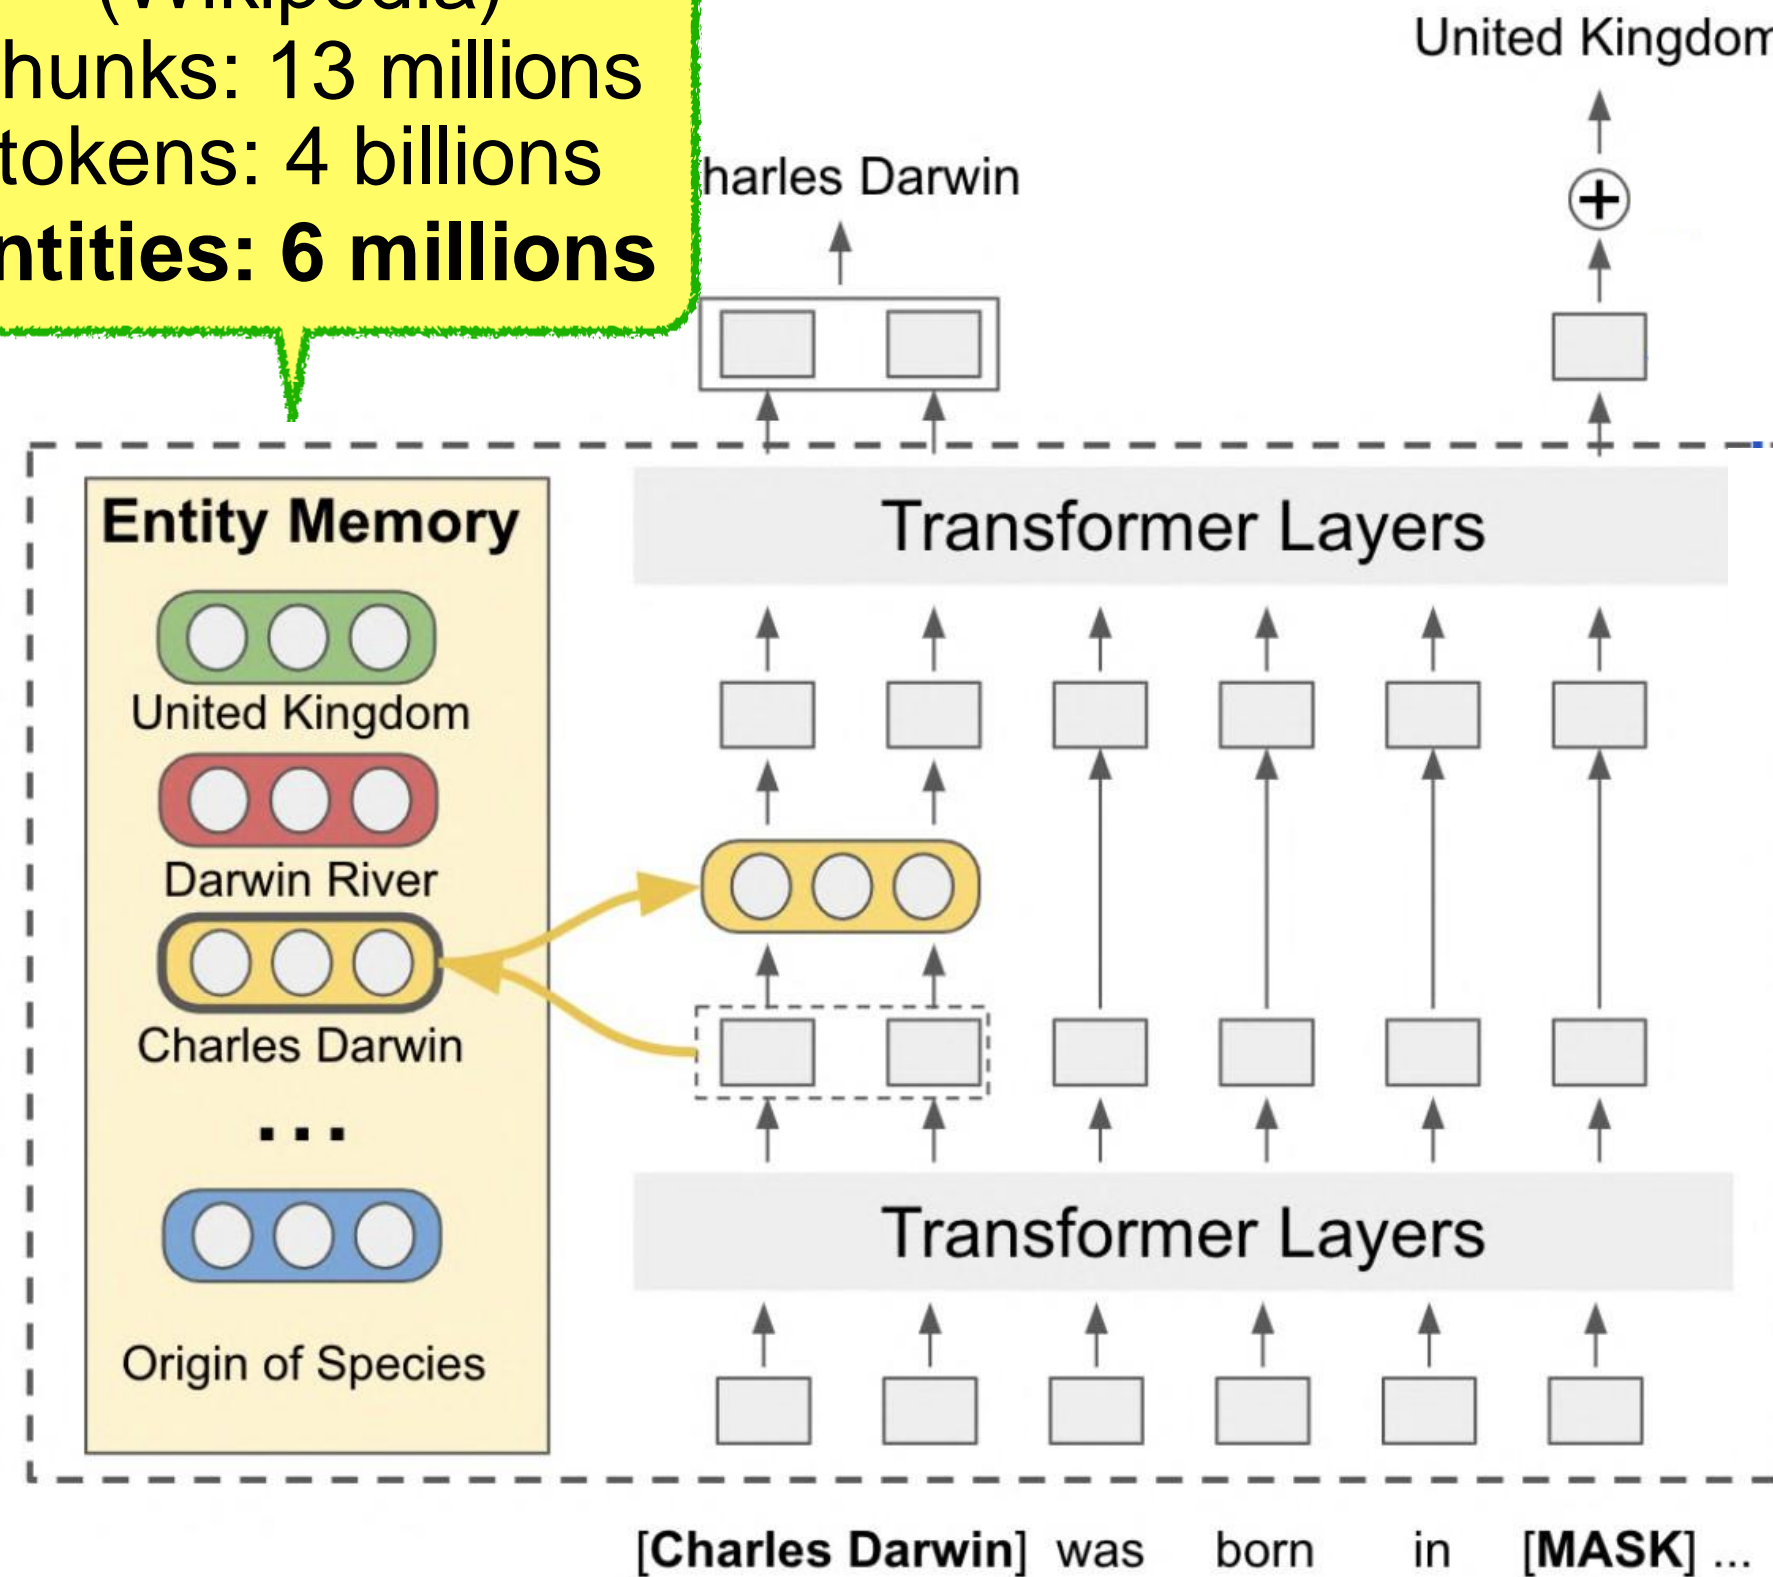 (Wikipedia)
hunks: 13 millions
tokens: 4 billions
ntities: 6 millions
United Kingdom
harles Darwin
Entity Memory
United Kingdom
Darwin River
Charles Darwin
...
Origin of Species
Transformer Layers
Transformer Layers
[Charles Darwin] was born in [MASK] ...